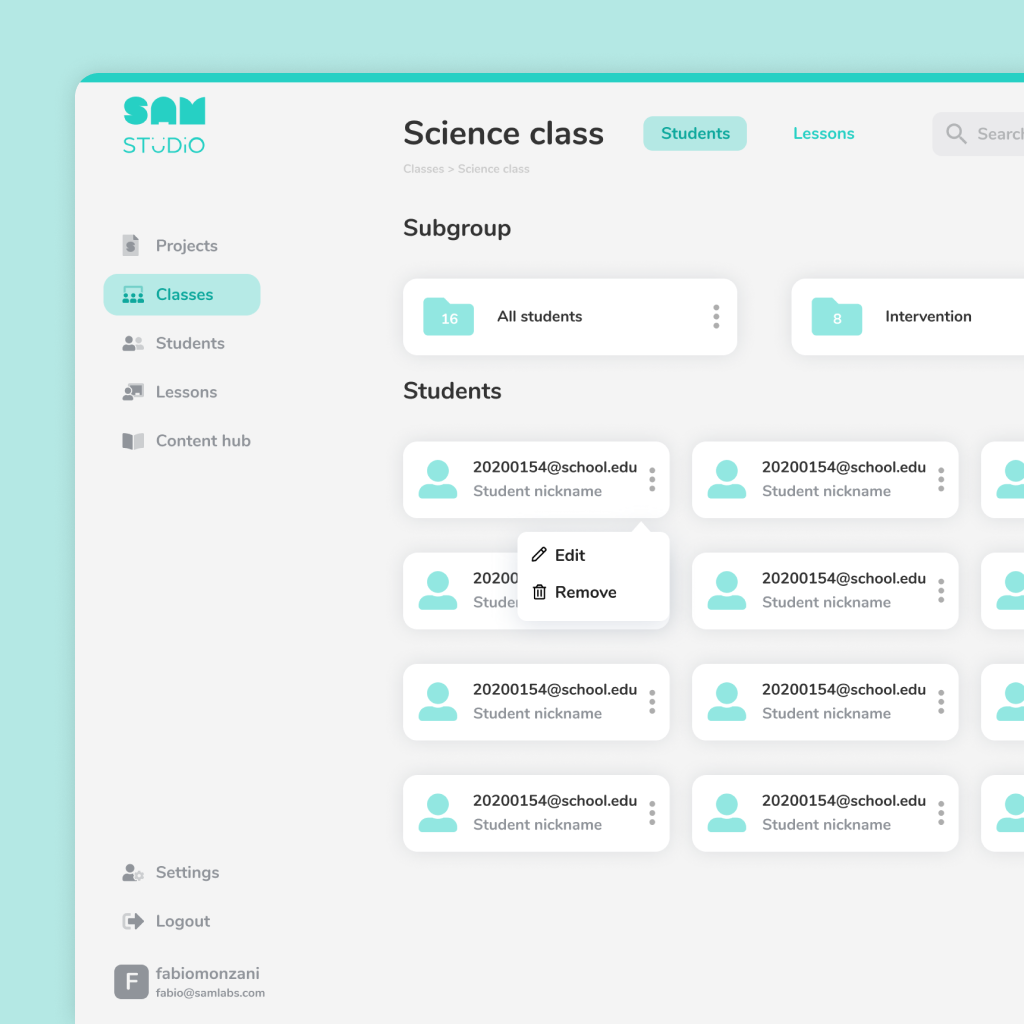 SAM
STUDIO
Science class
Students
Lessons
Search
Classes > Science class
Projects
Classes
Students
Lessons
Content hub
Subgroup
16
All students
8
Intervention
Students
20200154@school.edu
Student nickname
20200154@school.edu
Student nickname
Edit
Remove
20200
Studen
20200154@school.edu
Student nickname
20200154@school.edu
Student nickname
20200154@school.edu
Student nickname
20200154@school.edu
Student nickname
20200154@school.edu
Student nickname
Settings
Logout
F
fabiomonzani
fabio@samlabs.com